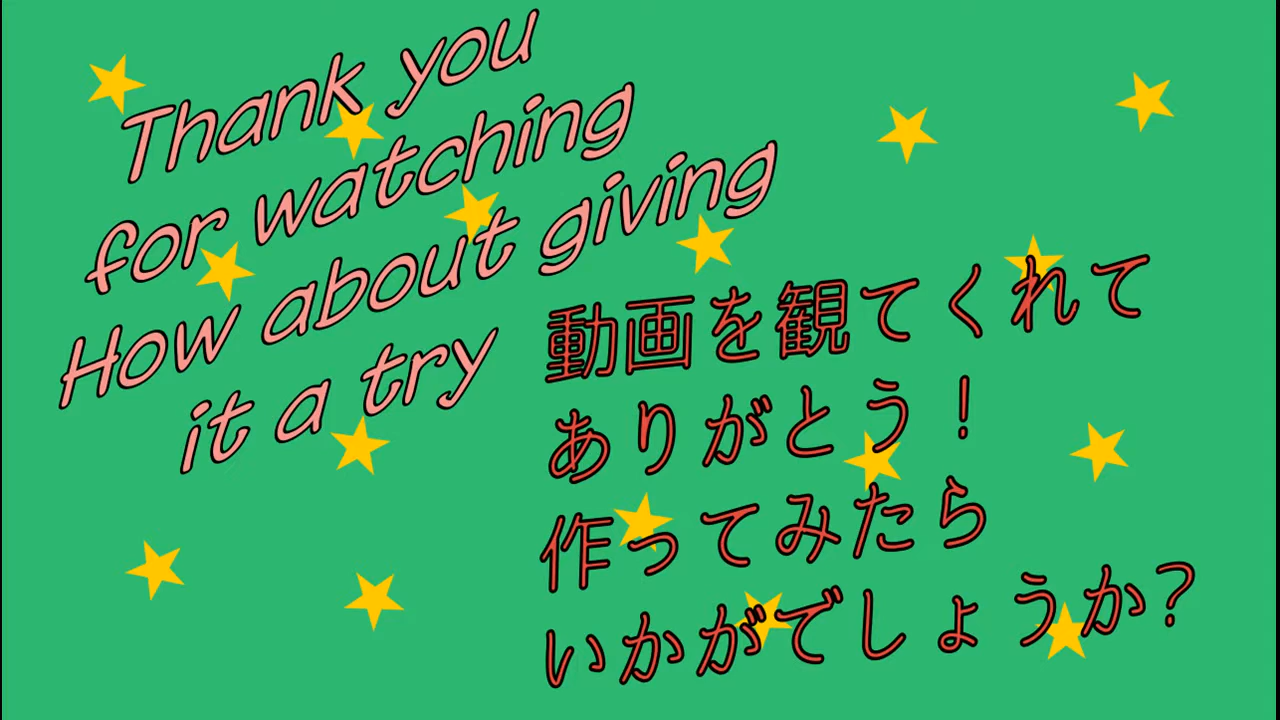 Thank you
for watching
How about giving
it a try
動画を観てくれて
ありがとう！
作ってみたら
いかがでしょうか?